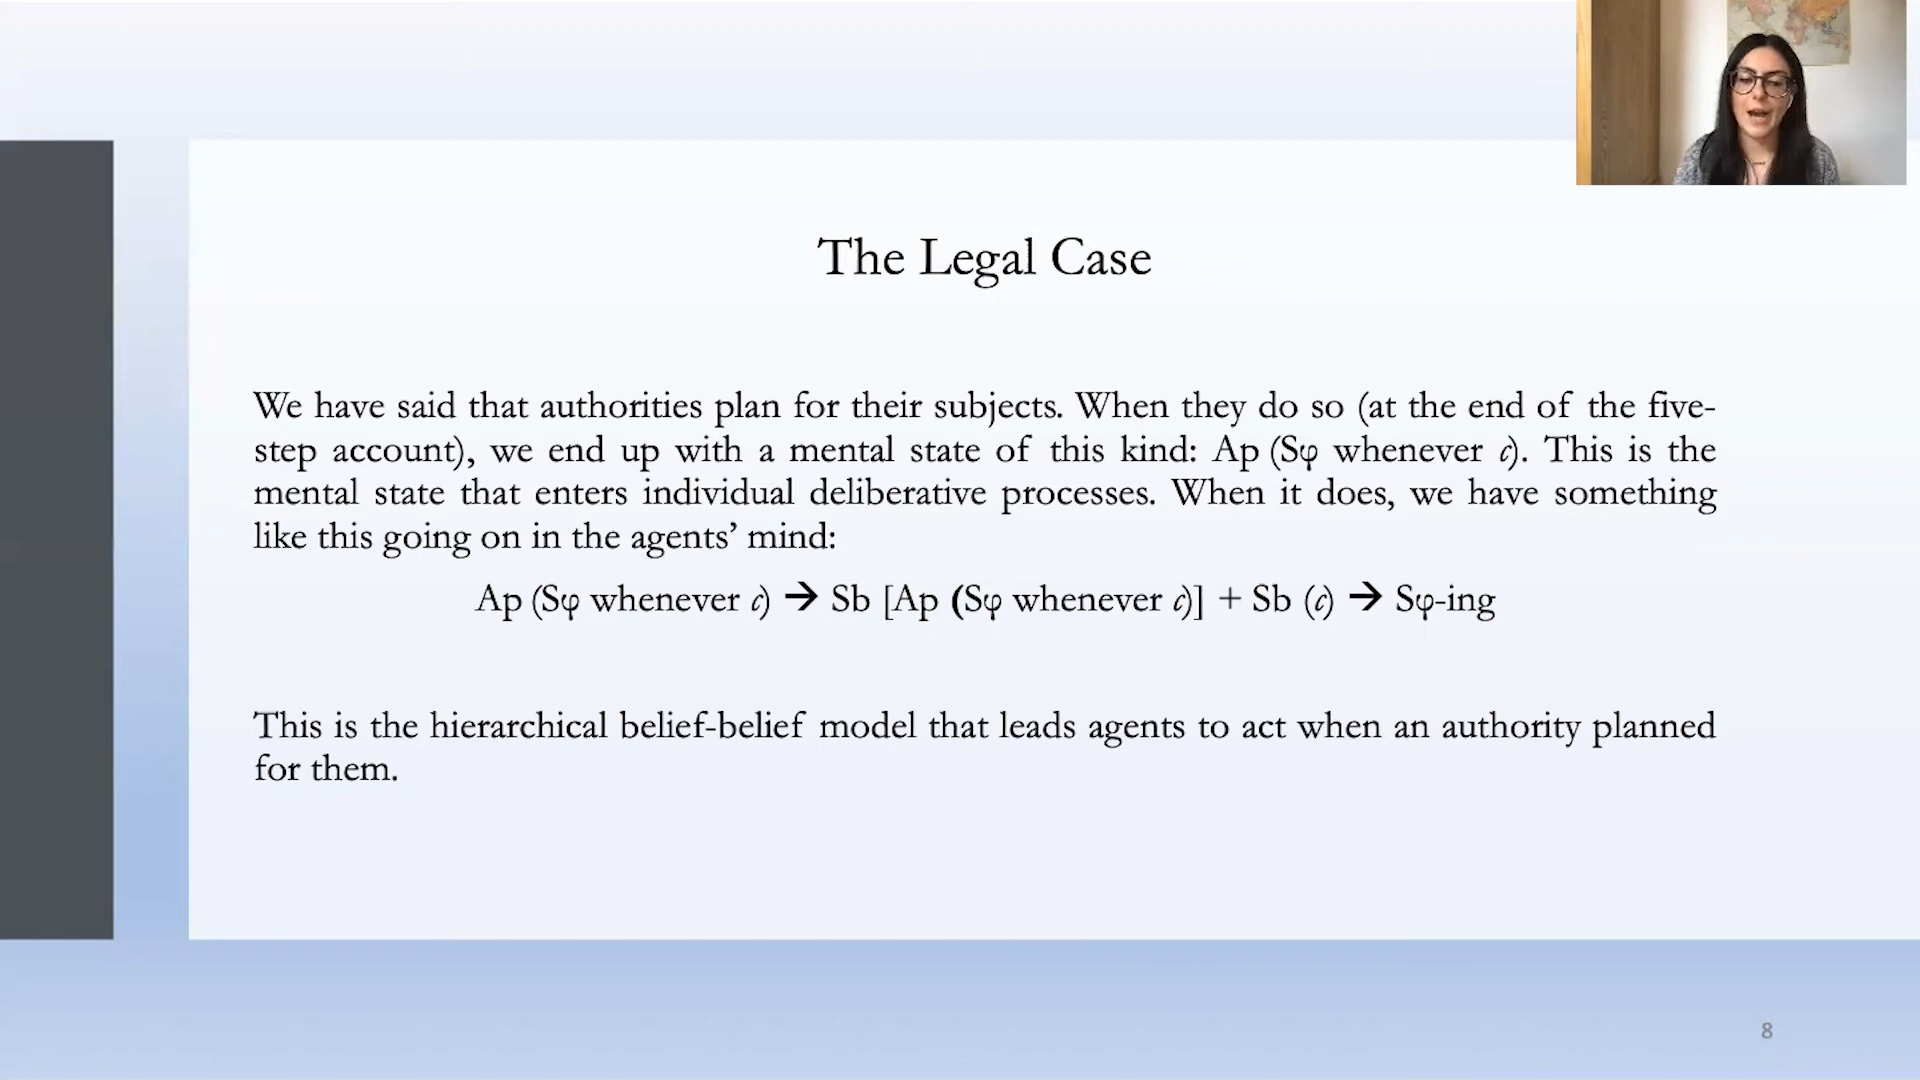 The Legal Case
We have said that authorities plan for their subjects. When they do so (at the end of the five-
step account), we end up with a mental state of this kind: Ap (Sφ whenever c). This is the
mental state that enters individual deliberative processes. When it does, we have something
like this going on in the agents’ mind:
Ap (Sφ whenever c) → Sb [Ap (Sφ whenever c)] + Sb (c) → Sφ-ing
This is the hierarchical belief-belief model that leads agents to act when an authority planned
for them.
8